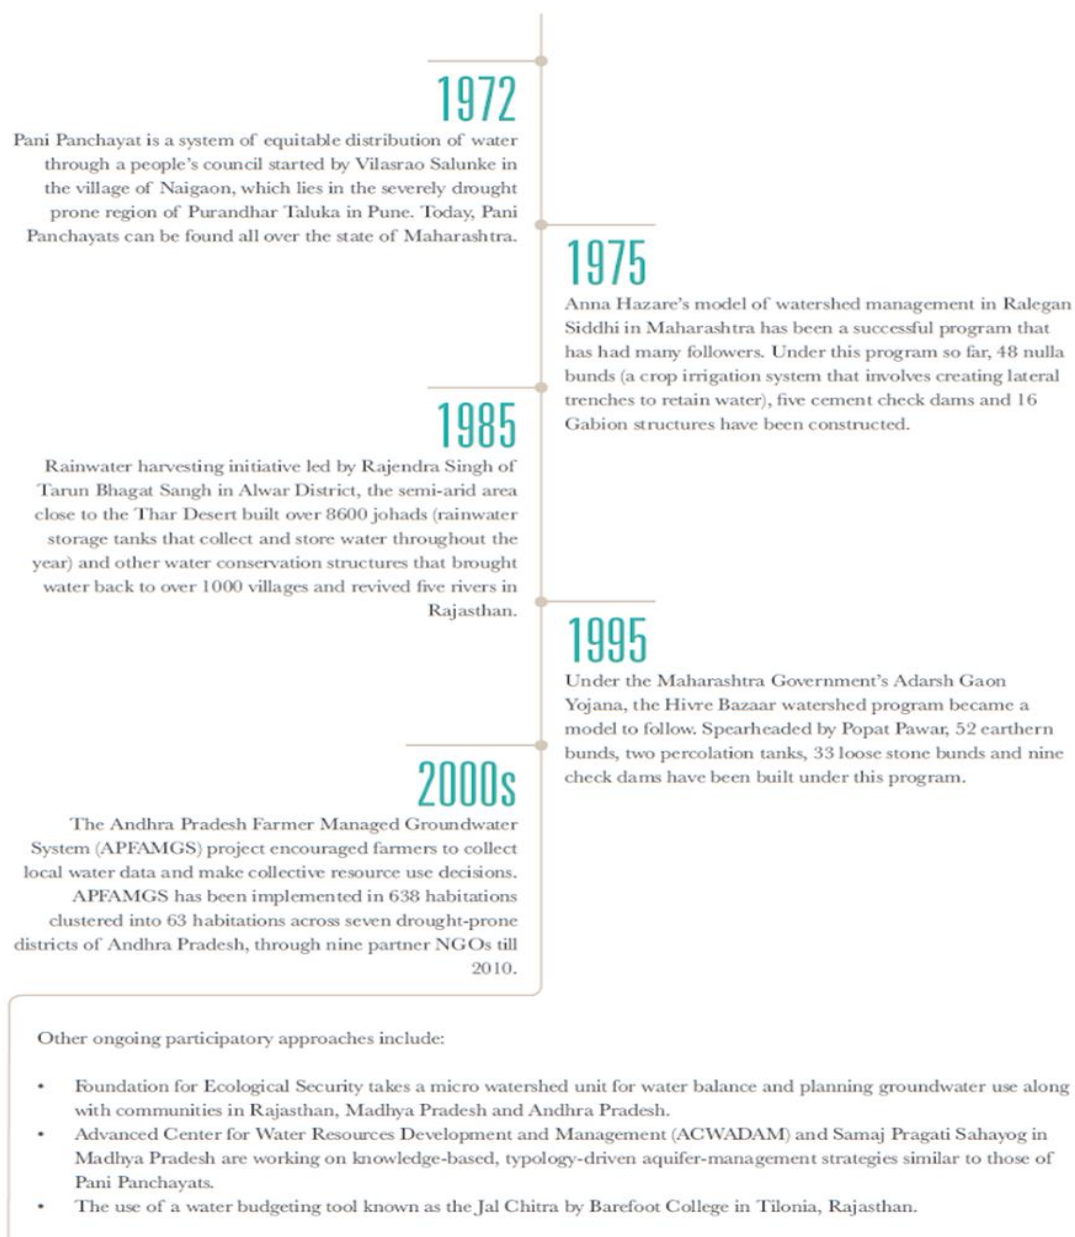 1972
Pani Panchayat is a system of equitable distribution of water
through a people's council started by Vilasrao Salunke in
the village of Naigaon, which lies in the severely drought
prone region of Purandhar Taluka in Pune. Today, Pani
Panchayats can be found all over the state of Maharashtra.
1975
Anna Hazare's model of watershed management in Ralegan
Siddhi in Maharashtra has been a successful program that
has had many followers. Under this program so far, 48 nulla
bunds (a crop irrigation system that involves creating lateral
trenches to retain water), five cement check dams and 16
Gabion structures have been constructed.
1985
Rainwater harvesting initiative led by Rajendra Singh of
Tarun Bhagat Sangh in Alwar District, the semi-arid area
close to the Thar Desert built over 8600 johads (rainwater
storage tanks that collect and store water throughout the
year) and other water conservation structures that brought
water back to over 1000 villages and revived five rivers in
Rajasthan.
1995
Under the Maharashtra Government's Adarsh Gaon
Yojana, the Hivre Bazaar watershed program became a
model to follow. Spearheaded by Popat Pawar, 52 earthern
bunds, two percolation tanks, 33 loose stone bunds and nine
check dams have been built under this program.
2000s
The Andhra Pradesh Farmer Managed Groundwater
System (APFAMGS) project encouraged farmers to collect
local water data and make collective resource use decisions.
APFAMGS has been implemented in 638 habitations
clustered into 63 habitations across seven drought-prone
districts of Andhra Pradesh, through nine partner NGOs till
2010.
Other ongoing participatory approaches include:
• Foundation for Ecological Security takes a micro watershed unit for water balance and planning groundwater use along
with communities in Rajasthan, Madhya Pradesh and Andhra Pradesh.
• Advanced Center for Water Resources Development and Management (ACWADAM) and Samaj Pragati Sahayog in
Madhya Pradesh are working on knowledge-based, typology-driven aquifer-management strategies similar to those of
Pani Panchayats.
• The use of a water budgeting tool known as the Jal Chitra by Barefoot College in Tilonia, Rajasthan.